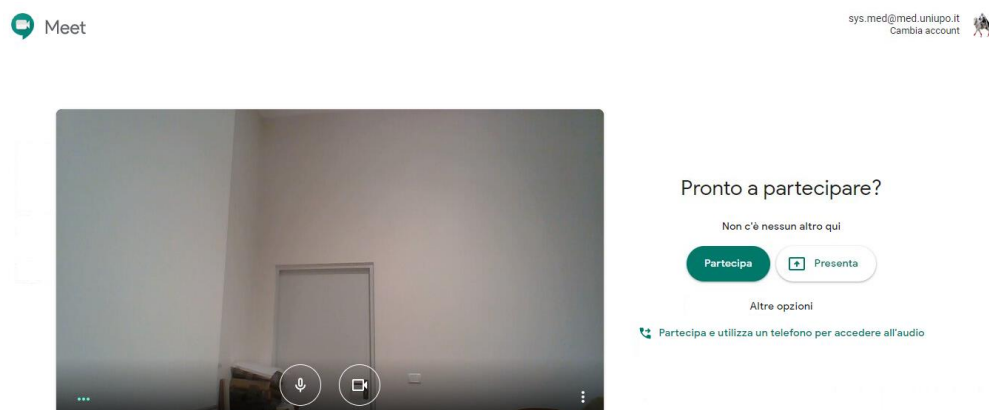 Meet
sys.med@med.uniupo.it
Cambia account
Pronto a partecipare?
Non c'è nessun altro qui
Partecipa
Presenta
Altre opzioni
Partecipa e utilizza un telefono per accedere all'audio